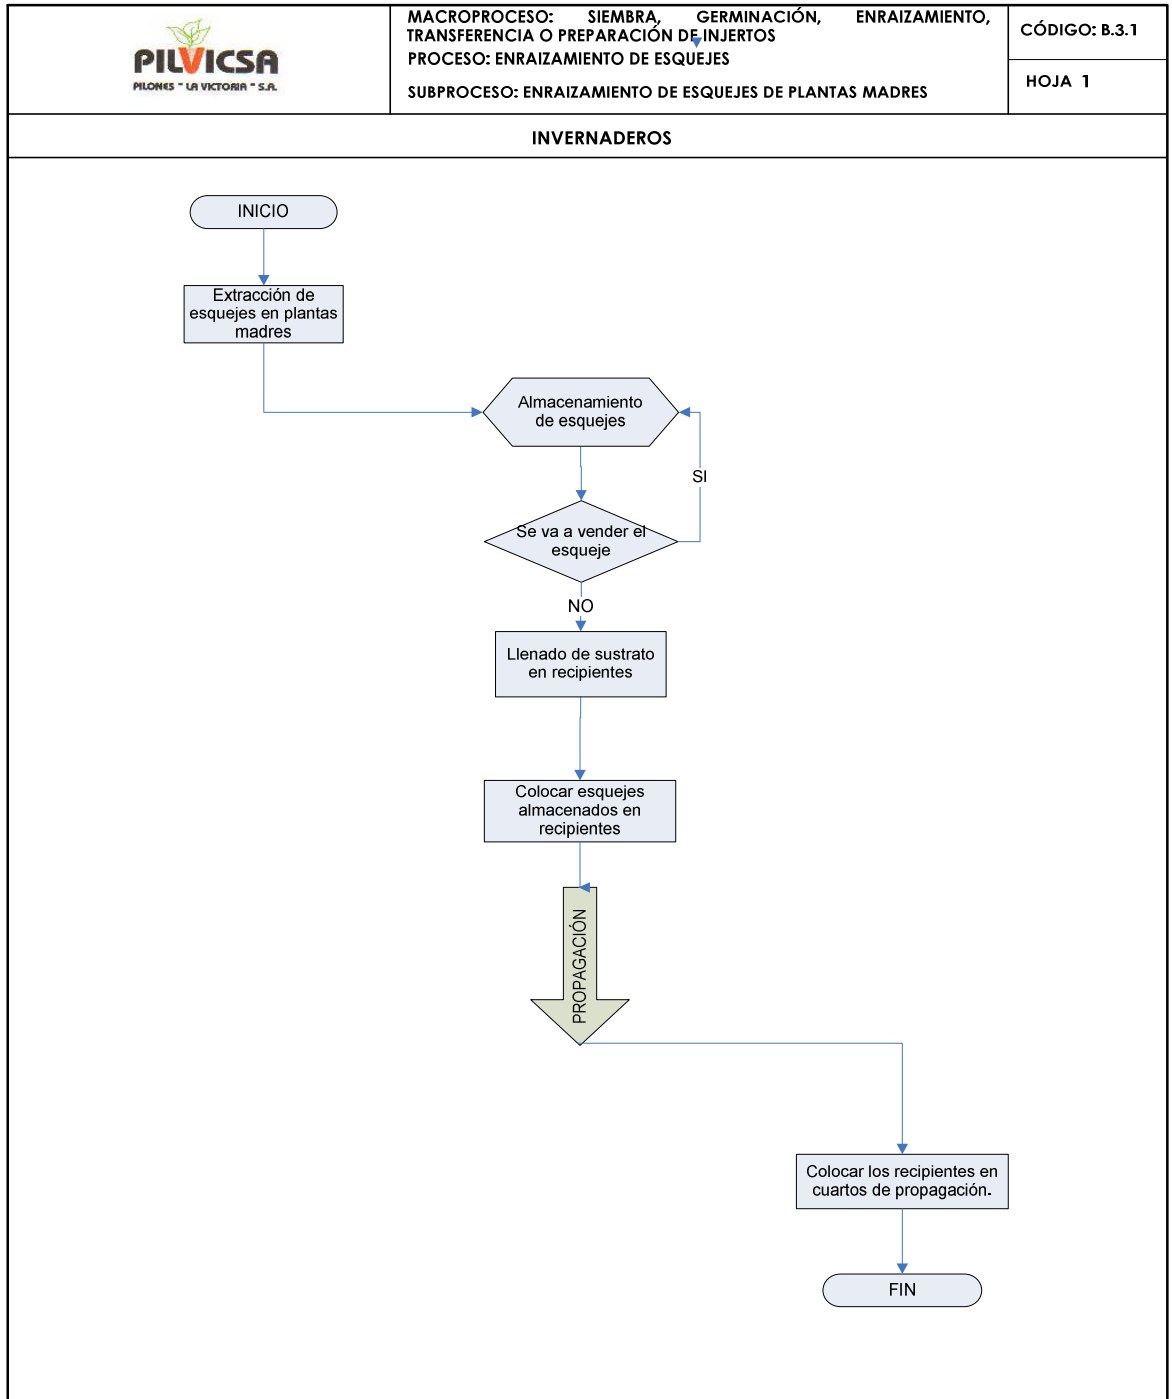 PILVICSA
PILONES " LA VICTORIA " S.A.
MACROPROCESO: SIEMBRA, GERMINACIÓN, ENRAIZAMIENTO,
TRANSFERENCIA O PREPARACIÓN DE INJERTOS
PROCESO: ENRAIZAMIENTO DE ESQUEJES
SUBPROCESO: ENRAIZAMIENTO DE ESQUEJES DE PLANTAS MADRES
CÓDIGO: B.3.1
HOJA 1
INVERNADEROS
INICIO
Extracción de
esquejes en plantas
madres
Almacenamiento
de esquejes
SI
Se va a vender el
esqueje
NO
Llenado de sustrato
en recipientes
Colocar esquejes
almacenados en
recipientes
PROPAGACIÓN
Colocar los recipientes en
cuartos de propagación.
FIN